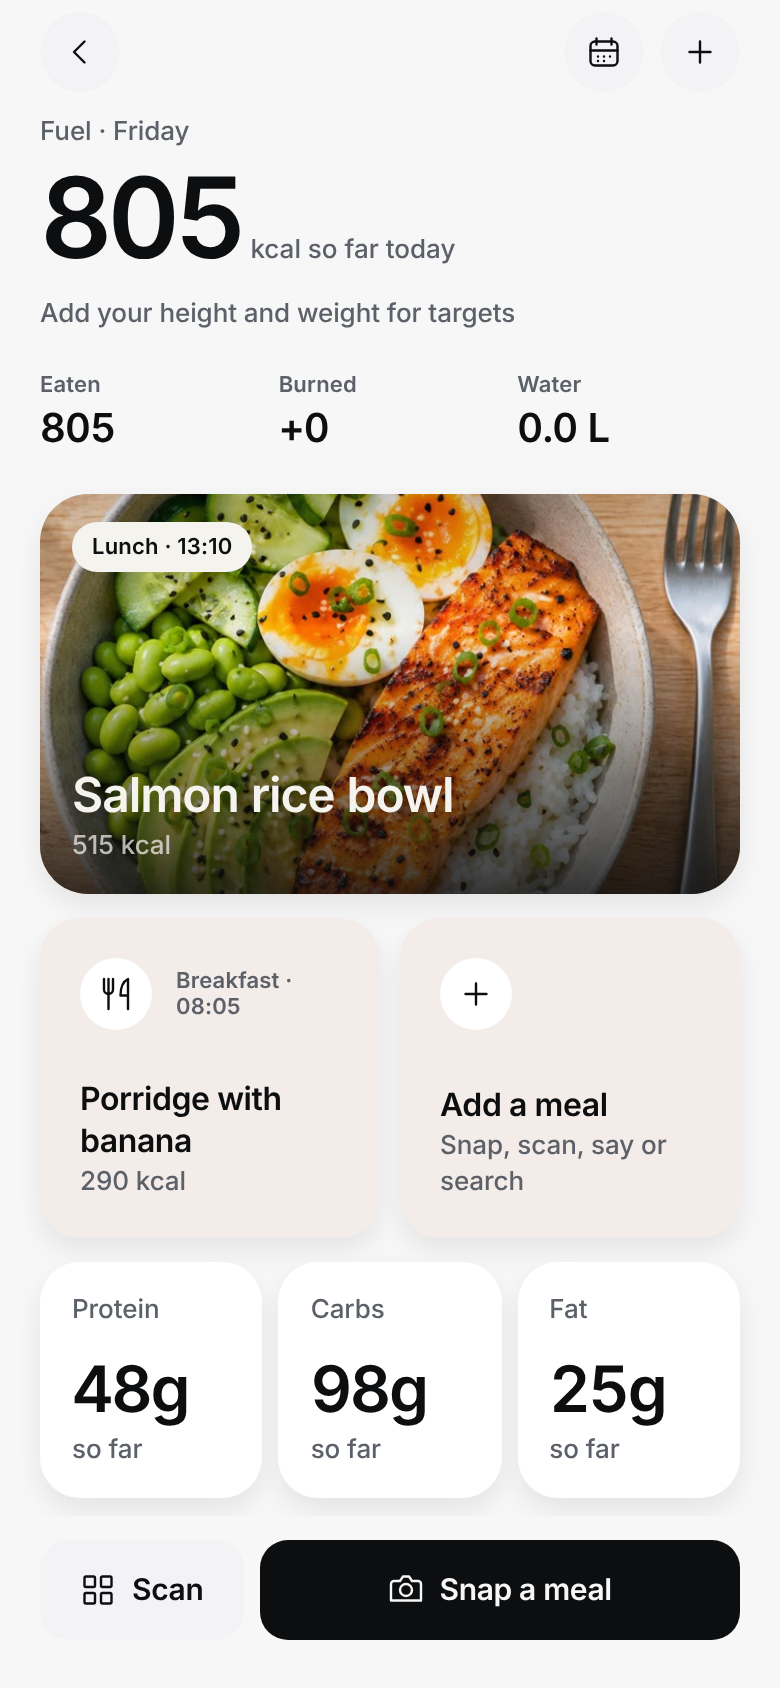 Fuel · Friday
805 kcal so far today
Add your height and weight for targets
Eaten
805
Burned
+0
Water
0.0 L
Lunch · 13:10
Salmon rice bowl
515 kcal
Breakfast ·
08:05
Porridge with
banana
290 kcal
Add a meal
Snap, scan, say or
search
Protein
48g
so far
Carbs
98g
so far
Fat
25g
so far
Scan
Snap a meal